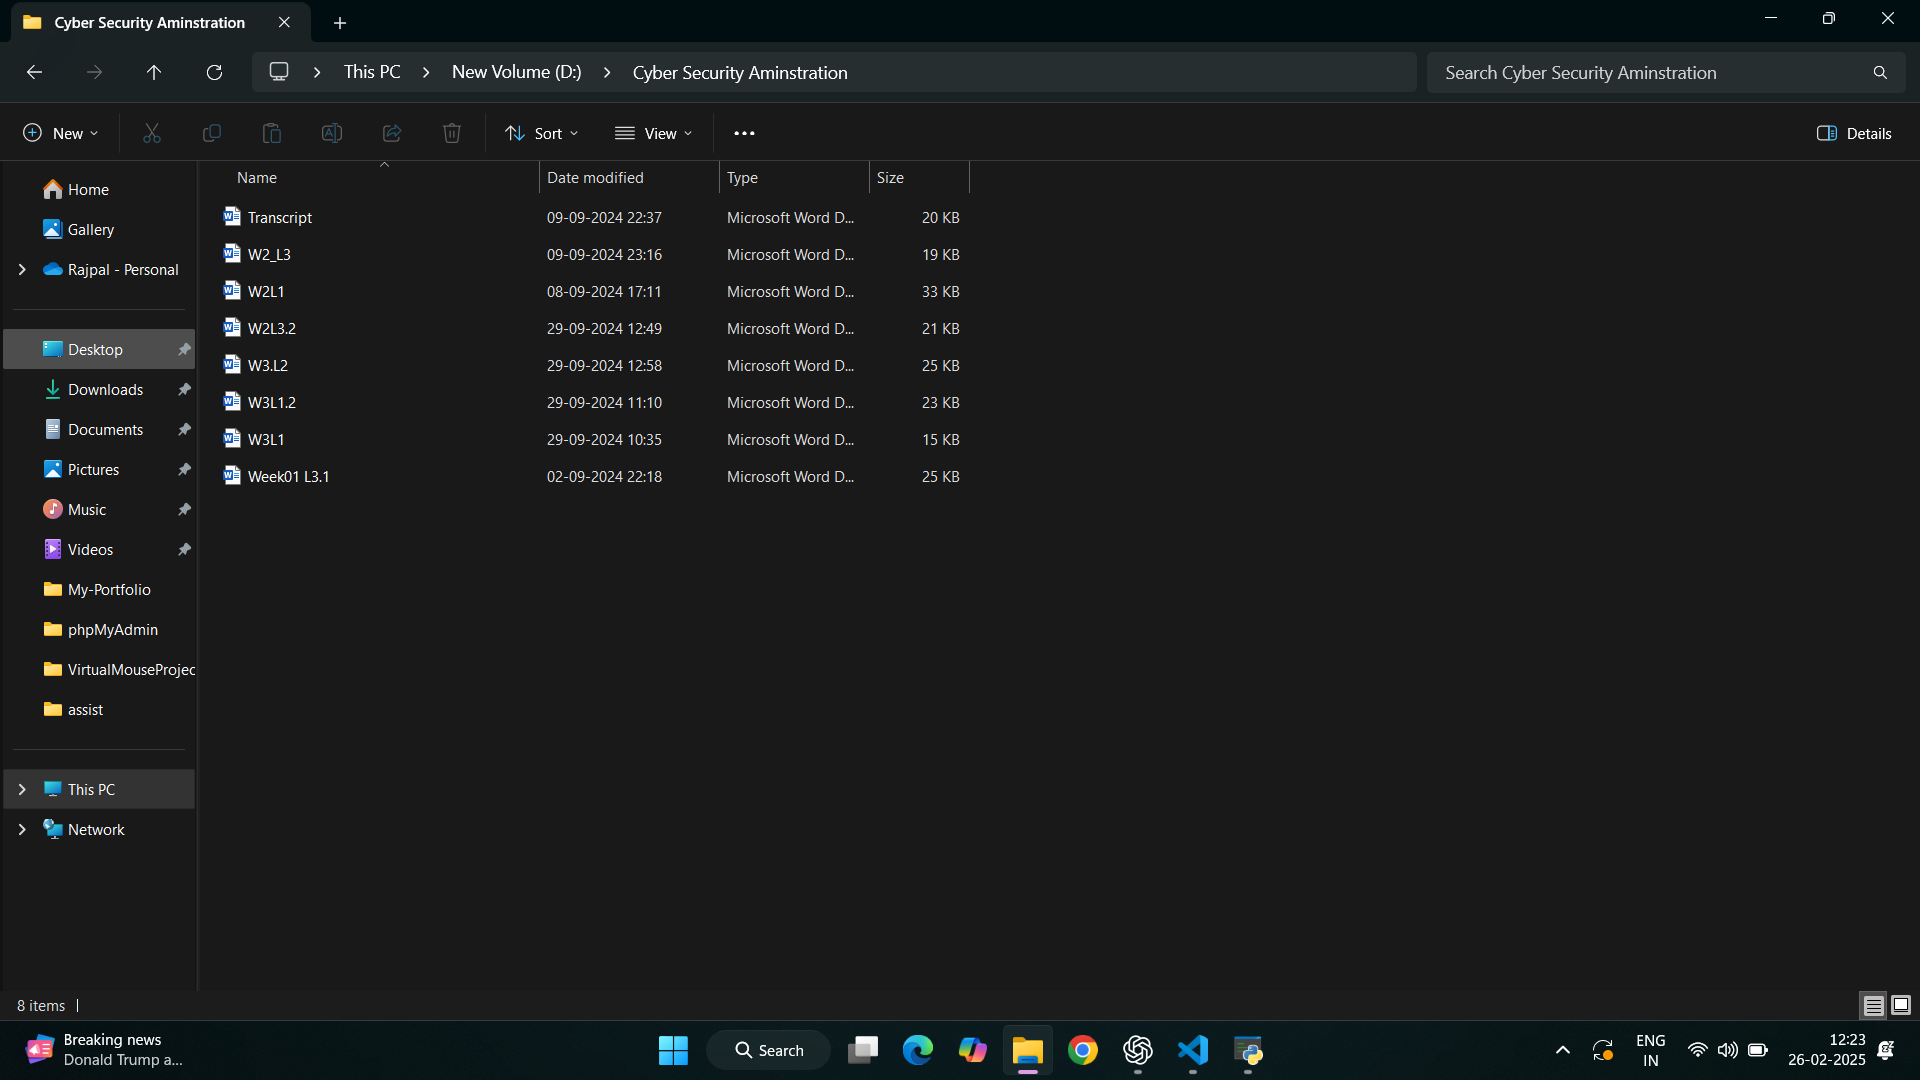 Cyber Security Aminstration
This PC > New Volume (D:) > Cyber Security Aminstration
Search Cyber Security Aminstration
New
Sort
View
Details
Home
Gallery
Rajpal - Personal
Desktop
Downloads
Documents
Pictures
Music
Videos
My-Portfolio
phpMyAdmin
VirtualMouseProjec
assist
This PC
Network
Name Date modified Type Size
Transcript 09-09-2024 22:37 Microsoft Word D... 20 KB
W2_L3 09-09-2024 23:16 Microsoft Word D... 19 KB
W2L1 08-09-2024 17:11 Microsoft Word D... 33 KB
W2L3.2 29-09-2024 12:49 Microsoft Word D... 21 KB
W3.L2 29-09-2024 12:58 Microsoft Word D... 25 KB
W3L1.2 29-09-2024 11:10 Microsoft Word D... 23 KB
W3L1 29-09-2024 10:35 Microsoft Word D... 15 KB
Week01 L3.1 02-09-2024 22:18 Microsoft Word D... 25 KB
8 items
Breaking news
Donald Trump a...
Search
ENG
IN
12:23
26-02-2025